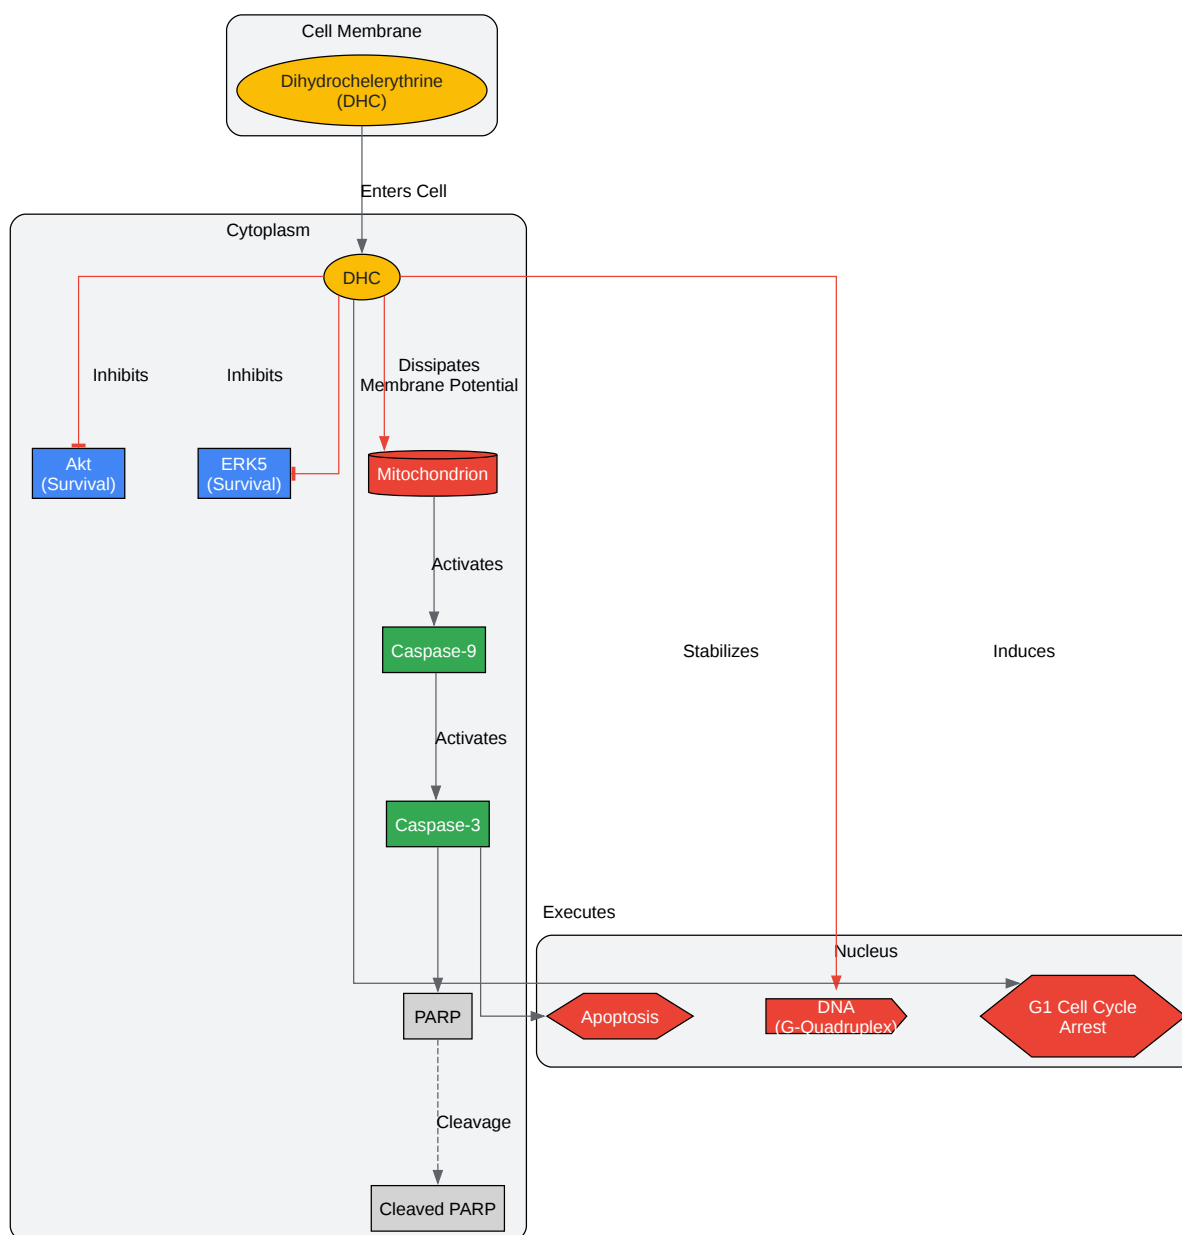 Cell Membrane
Dihydrochelerythrine
(DHC)
Enters Cell
Cytoplasm
DHC
Inhibits
Inhibits
Dissipates
Membrane Potential
Akt
(Survival)
ERK5
(Survival)
Mitochondrion
Activates
Caspase-9
Stabilizes
Induces
Activates
Caspase-3
Executes
Nucleus
PARP
Apoptosis
DNA
(G-Quadruplex)
G1 Cell Cycle
Arrest
Cleavage
Cleaved PARP